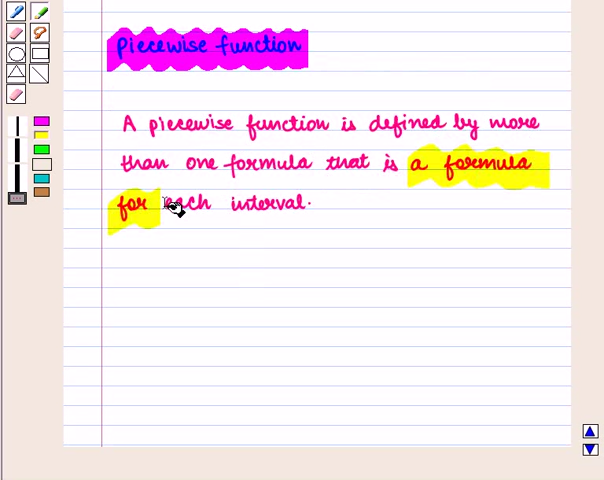 Piecewise function
A piecewise function is defined by more
than one formula that is a formula
for each interval.